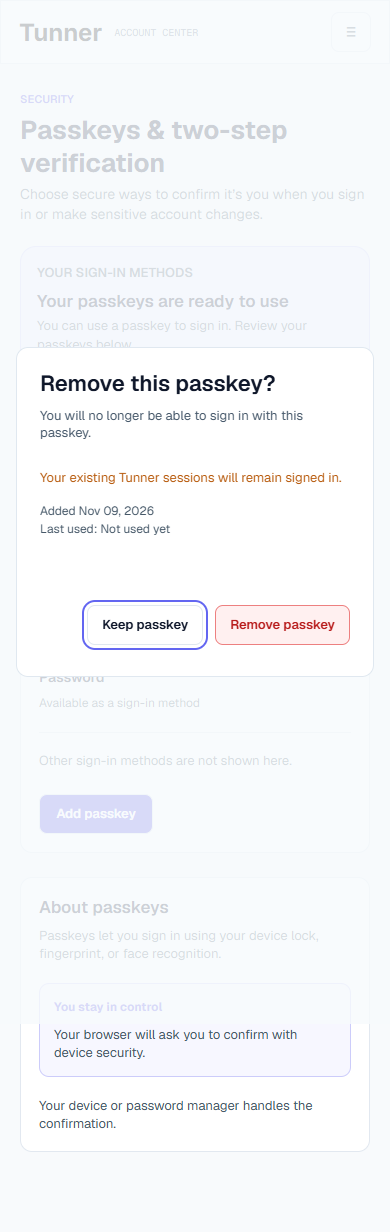 Tunner ACCOUNT CENTER
SECURITY
Passkeys & two-step
verification
Choose secure ways to confirm it's you when you sign
in or make sensitive account changes.
YOUR SIGN-IN METHODS
Your passkeys are ready to use
You can use a passkey to sign in. Review your
passkeys below.
Remove this passkey?
You will no longer be able to sign in with this
passkey.
Your existing Tunner sessions will remain signed in.
Added Nov 09, 2026
Last used: Not used yet
Keep passkey Remove passkey
Password
Available as a sign-in method
Other sign-in methods are not shown here.
Add passkey
About passkeys
Passkeys let you sign in using your device lock,
fingerprint, or face recognition.
You stay in control
Your browser will ask you to confirm with
device security.
Your device or password manager handles the
confirmation.